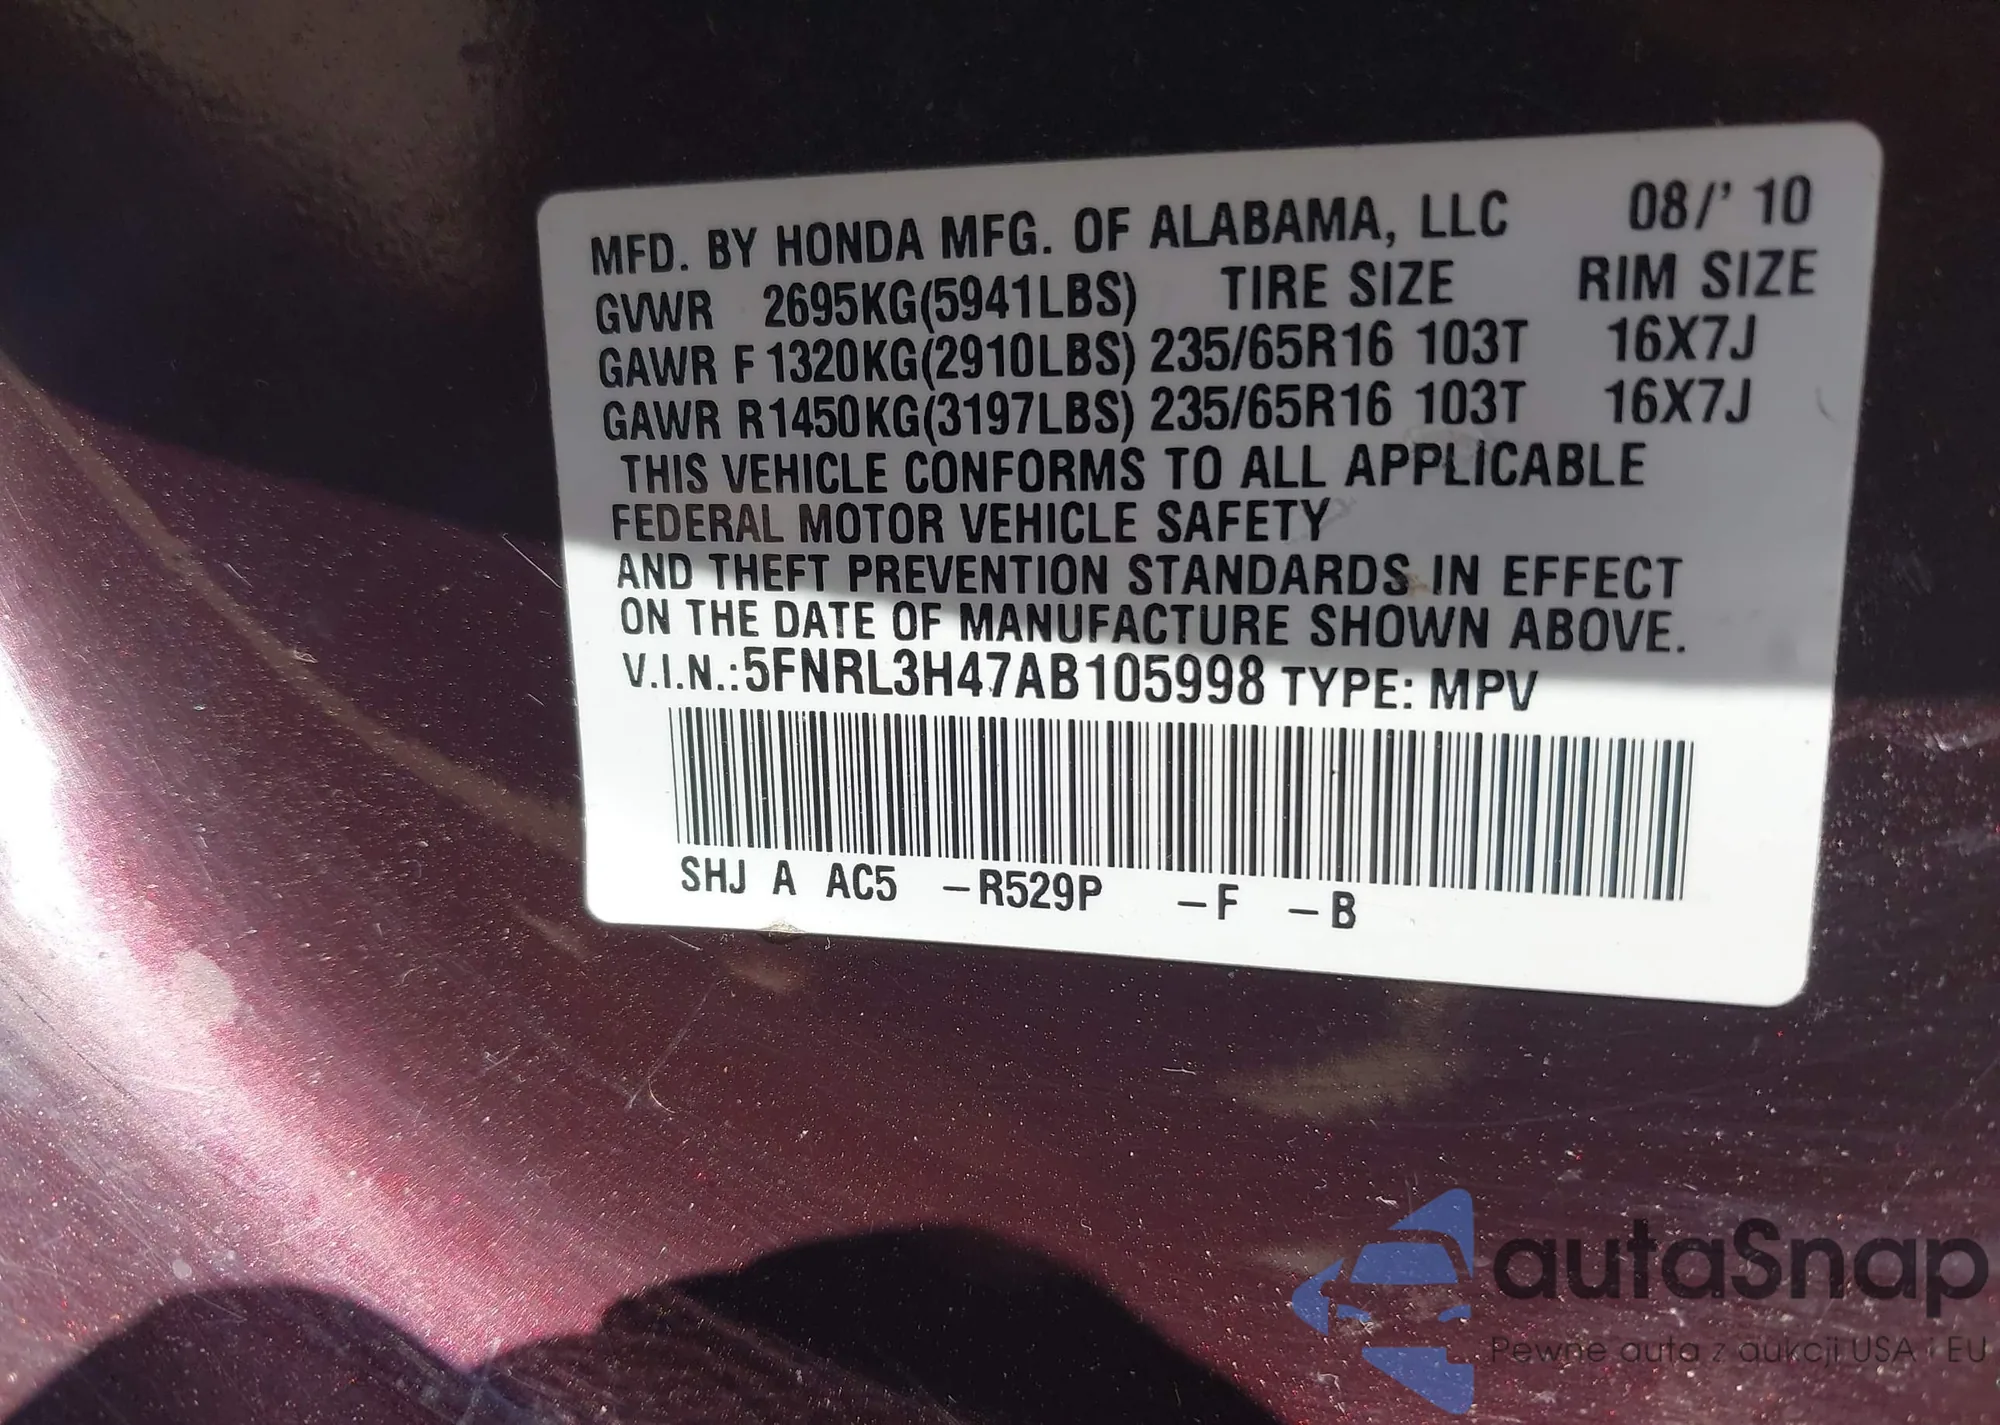 MFD. BY HONDA MFG. OF ALABAMA, LLC 08/' 10
GVWR 2695KG(5941LBS) TIRE SIZE RIM SIZE
GAWR F 1320KG(2910LBS) 235/65R16 103T 16X7J
GAWR R1450KG(3197LBS) 235/65R16 103T 16X7J
THIS VEHICLE CONFORMS TO ALL APPLICABLE
FEDERAL MOTOR VEHICLE SAFETY
AND THEFT PREVENTION STANDARDS IN EFFECT
ON THE DATE OF MANUFACTURE SHOWN ABOVE.
V.I.N.:5FNRL3H47AB105998 TYPE: MPV
SHJ A AC5 –R529P –F –B
autaSnap
Pewne auta z aukcji USA i EU